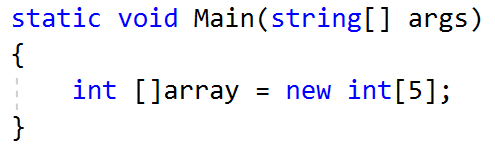 static void Main(string[] args)
{
    int []array = new int[5];
}